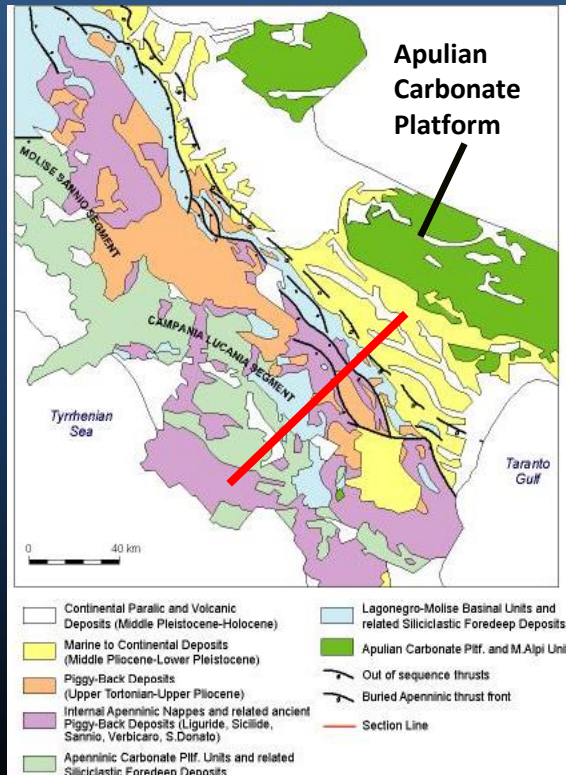 Apulian
Carbonate
Platform
MOLISE SANNIO SEGMENT
CAMPANIA LUCANIA SEGMENT
Tyrrhenian
Sea
Taranto
Gulf
0 40 km
Continental Paralic and Volcanic
Deposits (Middle Pleistocene-Holocene)
Marine to Continental Deposits
(Middle Pliocene-Lower Pleistocene)
Piggy-Back Deposits
(Upper Tortonian-Upper Pliocene)
Internal Apenninic Nappes and related ancient
Piggy-Back Deposits (Liguride, Sicilide,
Sannio, Verbicaro, S.Donato)
Apenninic Carbonate Pltf. Units and related
Siliciclastic Foredeep Deposits
Lagonegro-Molise Basinal Units and
related Siliciclastic Foredeep Deposits
Apulian Carbonate Pltf. and M.Alpi Uni
Out of sequence thrusts
Buried Apenninic thrust front
Section Line